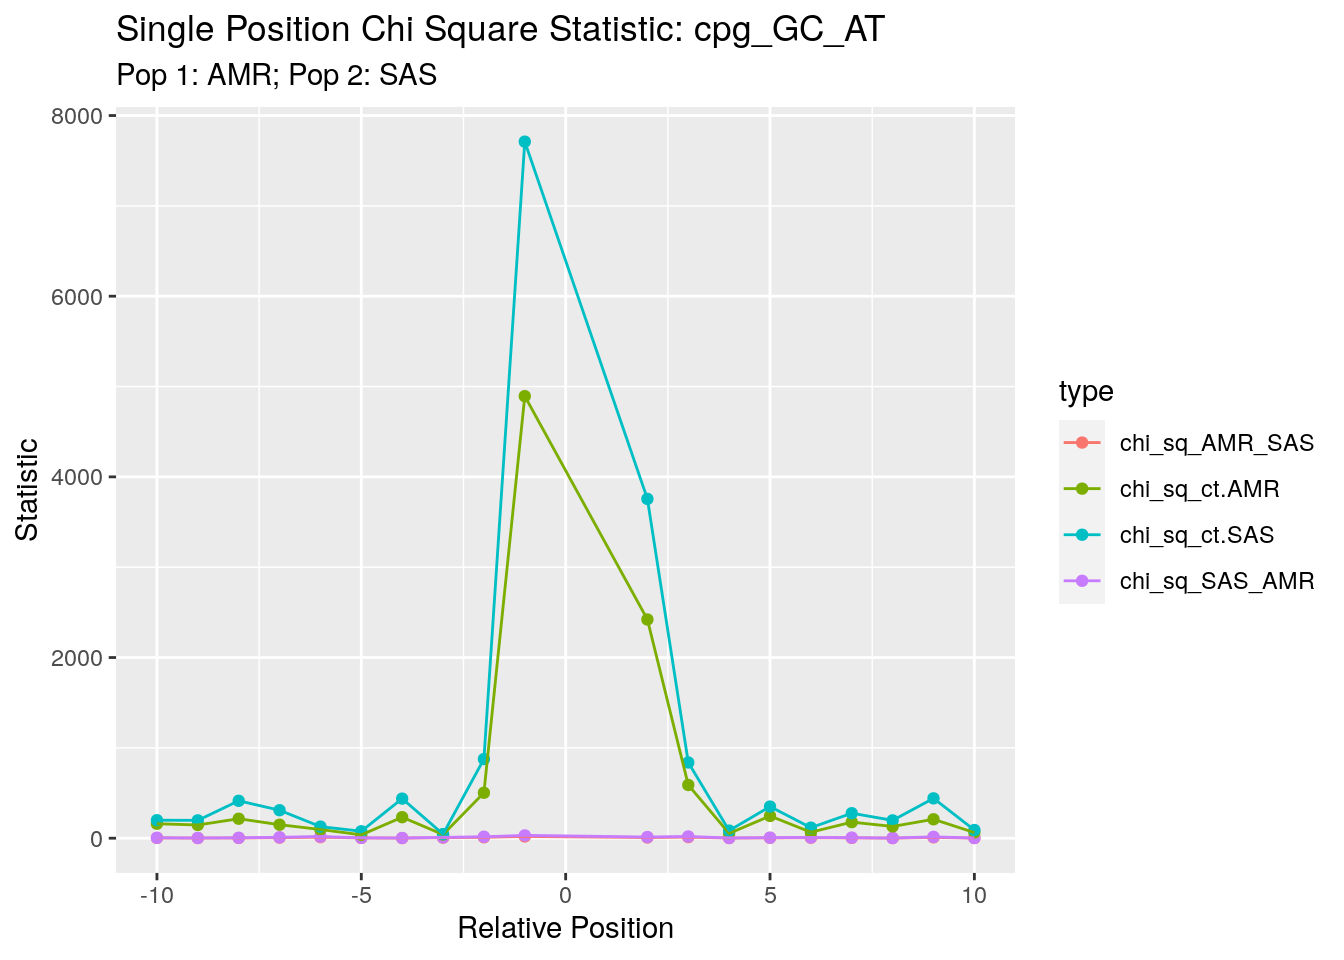 Single Position Chi Square Statistic: cpg_GC_AT
Pop 1: AMR; Pop 2: SAS
8000
6000
4000
2000
0
Statistic
-10
-5
0
5
10
Relative Position
type
chi_sq_AMR_SAS
chi_sq_ct.AMR
chi_sq_ct.SAS
chi_sq_SAS_AMR